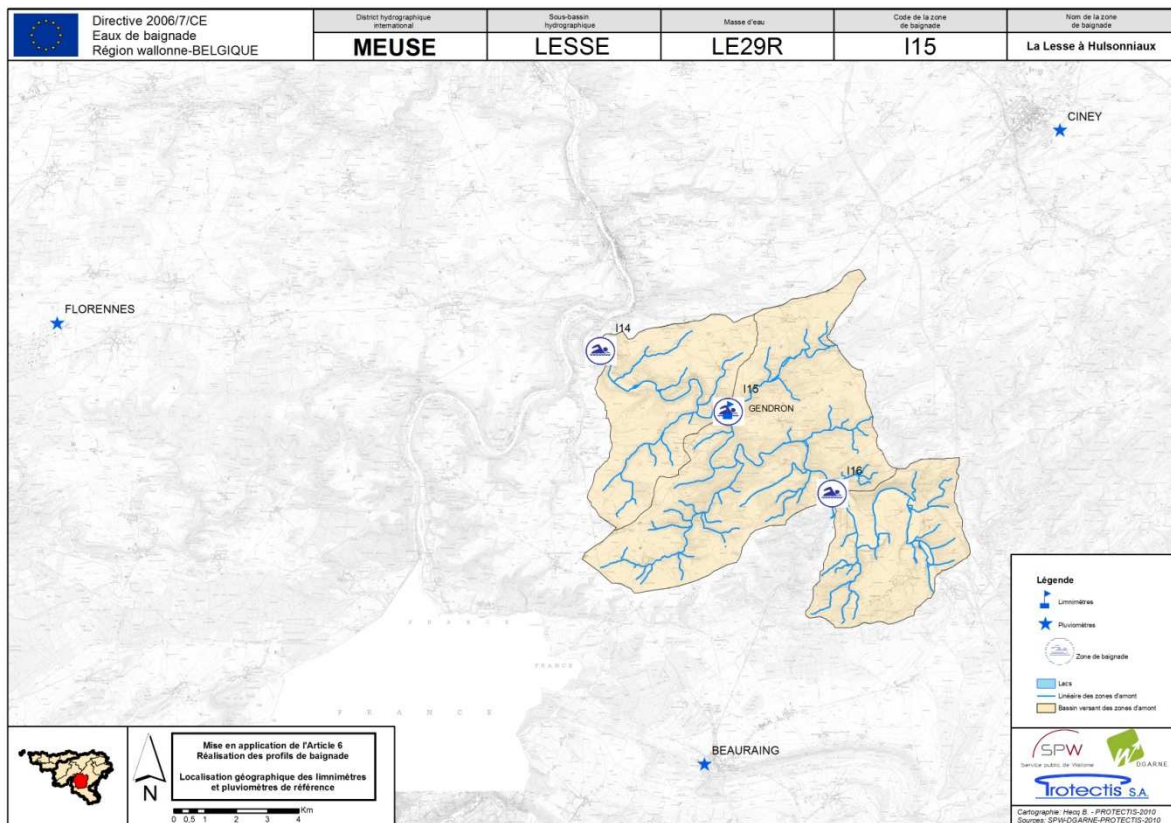 Directive 2006/7/CE
Eaux de baignade
Région wallonne-BELGIQUE
District hydrographique
international
MEUSE
Sous-bassin
hydrographique
LESSE
Masse d'eau
LE29R
Code de la zone
de baignade
I15
Nom de la zone
de baignade
La Lesse à Hulsonniaux
CINEY
FLORENNES
I14
I15
GENDRON
I16
FRANCE
FRANCE
FRANCE
BEAURAING
Légende
Limnimètres
Pluviomètres
Zone de baignade
Lacs
Linéaire des zones d'amont
Bassin versant des zones d'amont
N
Mise en application de l'Article 6
Réalisation des profils de baignade
Localisation géographique des limnimètres
et pluviomètres de référence
Km
0 0,5 1 2 3 4
SPW
Service public de Wallonie
DGARNE
Protectis S.A.
Cartographie: Hecq B. - PROTECTIS-2010
Sources: SPW-DGARNE-PROTECTIS-2010